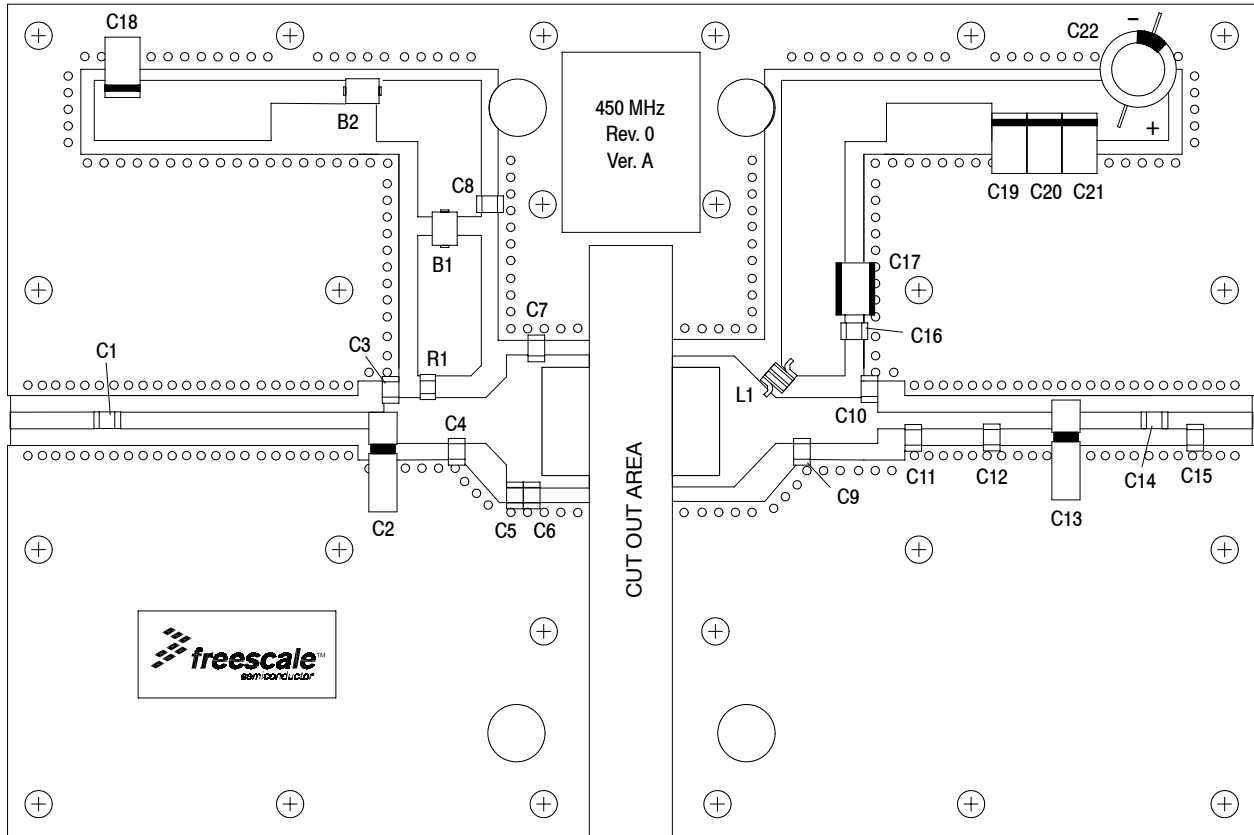 C18
C22
-
+
B2
450 MHz
Rev. 0
Ver. A
C8
C19 C20 C21
B1
C17
C7
C16
C3
R1
C1
L1
C10
C4
C11
C12
C14
C15
C9
C5 C6
C2
C13
CUT OUT AREA
freescale™
semiconductor